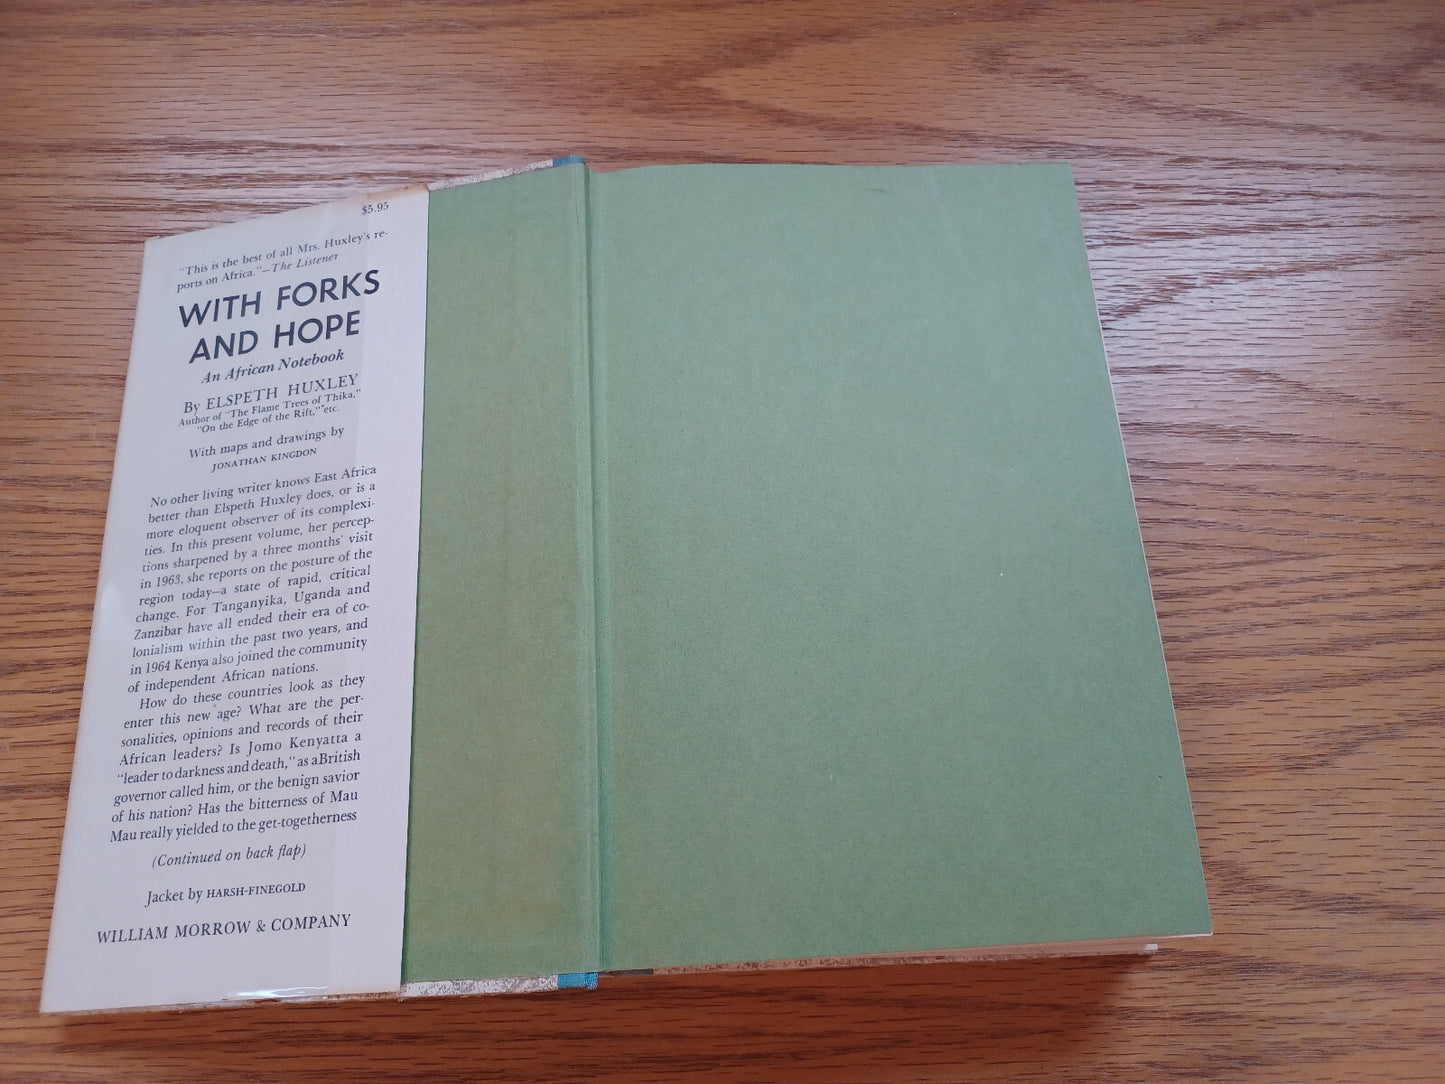 $5.95
"This is the best of all Mrs. Huxley's re-
ports on Africa."—The Listener
WITH FORKS
AND HOPE
An African Notebook
By ELSPETH HUXLEY
Author of "The Flame Trees of Thika,"
"On the Edge of the Rift," etc.
With maps and drawings by
JONATHAN KINGDON
No other living writer knows East Africa
better than Elspeth Huxley does, or is a
more eloquent observer of its complexi-
ties. In this present volume, her percep-
tions sharpened by a three months' visit
in 1963, she reports on the posture of the
region today—a state of rapid, critical
change. For Tanganyika, Uganda and
Zanzibar have all ended their era of co-
lonialism within the past two years, and
in 1964 Kenya also joined the community
of independent African nations.
How do these countries look as they
enter this new age? What are the per-
sonalities, opinions and records of their
African leaders? Is Jomo Kenyatta a
"leader to darkness and death," as a British
governor called him, or the benign savior
of his nation? Has the bitterness of Mau
Mau really yielded to the get-togetherness
(Continued on back flap)
Jacket by HARSH-FINEGOLD
WILLIAM MORROW & COMPANY